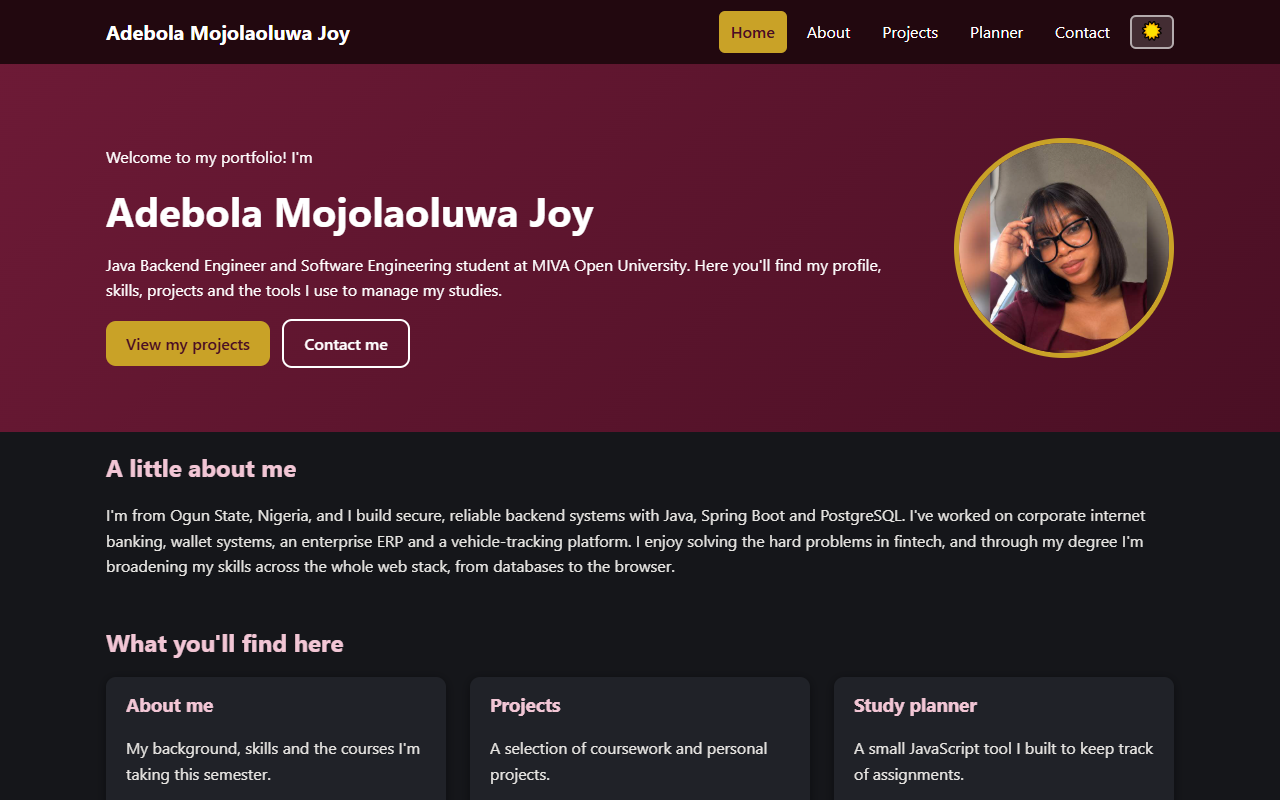 Adebola Mojolaoluwa Joy
Home
About
Projects
Planner
Contact
Welcome to my portfolio! I'm
Adebola Mojolaoluwa Joy
Java Backend Engineer and Software Engineering student at MIVA Open University. Here you'll find my profile,
skills, projects and the tools I use to manage my studies.
View my projects
Contact me
A little about me
I'm from Ogun State, Nigeria, and I build secure, reliable backend systems with Java, Spring Boot and PostgreSQL. I've worked on corporate internet
banking, wallet systems, an enterprise ERP and a vehicle-tracking platform. I enjoy solving the hard problems in fintech, and through my degree I'm
broadening my skills across the whole web stack, from databases to the browser.
What you'll find here
About me
My background, skills and the courses I'm
taking this semester.
Projects
A selection of coursework and personal
projects.
Study planner
A small JavaScript tool I built to keep track
of assignments.